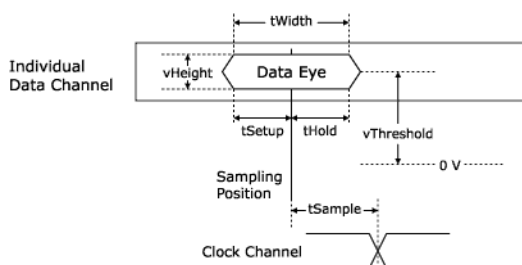 tWidth
Individual
Data Channel
vHeight
Data Eye
tSetup
tHold
vThreshold
0 V
Sampling
Position
tSample
Clock Channel